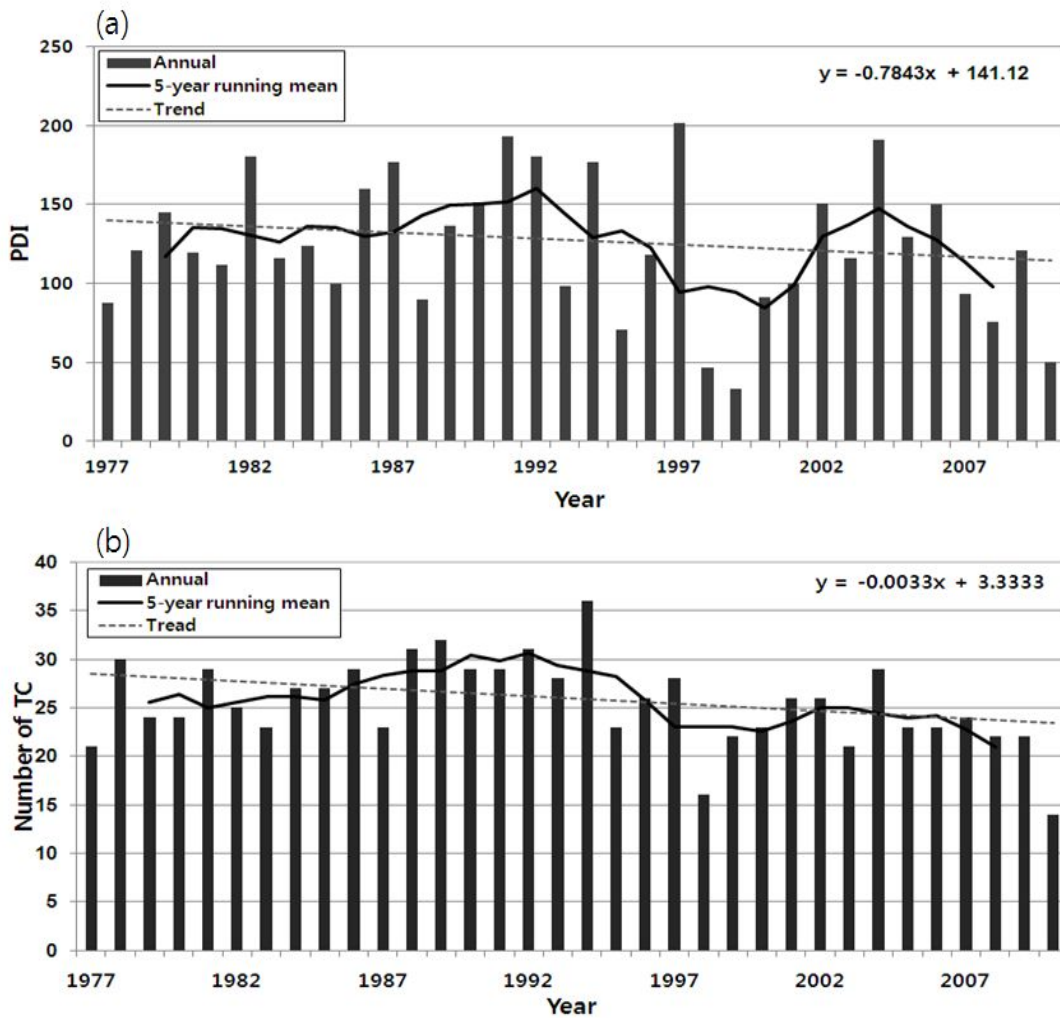 (a)
250
200
150
100
50
0
PDI
Annual
5-year running mean
Trend
y = -0.7843x + 141.12
1977 1982 1987 1992 1997 2002 2007
Year
(b)
40
35
30
25
20
15
10
5
0
Number of TC
Annual
5-year running mean
Tread
y = -0.0033x + 3.3333
1977 1982 1987 1992 1997 2002 2007
Year